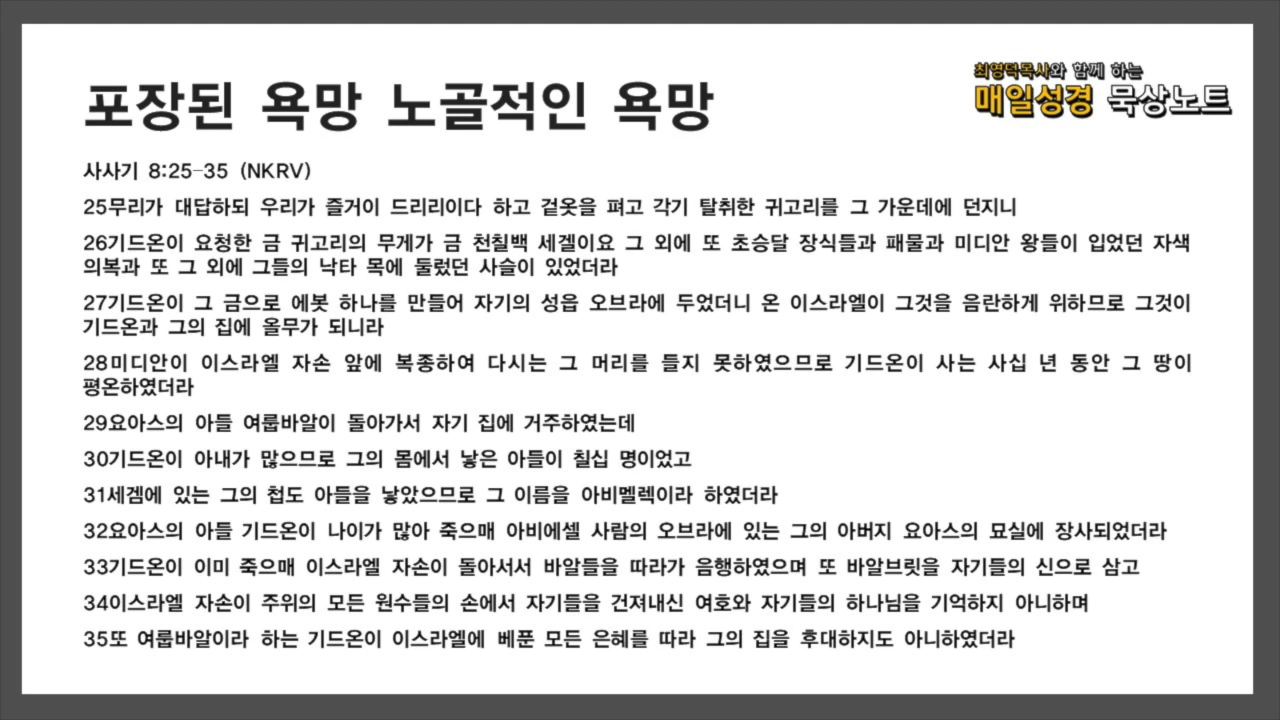 포장된 욕망 노골적인 욕망
최영덕목사와 함께 하는
매일성경 묵상노트
사사기 8:25-35 (NKRV)
25무리가 대답하되 우리가 즐거이 드리리이다 하고 겉옷을 펴고 각기 탈취한 귀고리를 그 가운데에 던지니
26기드온이 요청한 금 귀고리의 무게가 금 천칠백 세겔이요 그 외에 또 초승달 장식들과 패물과 미디안 왕들이 입었던 자색
의복과 또 그 외에 그들의 낙타 목에 둘렀던 사슬이 있었더라
27기드온이 그 금으로 에봇 하나를 만들어 자기의 성읍 오브라에 두었더니 온 이스라엘이 그것을 음란하게 위하므로 그것이
기드온과 그의 집에 올무가 되니라
28미디안이 이스라엘 자손 앞에 복종하여 다시는 그 머리를 들지 못하였으므로 기드온이 사는 사십 년 동안 그 땅이
평온하였더라
29요아스의 아들 여룹바알이 돌아가서 자기 집에 거주하였는데
30기드온이 아내가 많으므로 그의 몸에서 낳은 아들이 칠십 명이었고
31세겜에 있는 그의 첩도 아들을 낳았으므로 그 이름을 아비멜렉이라 하였더라
32요아스의 아들 기드온이 나이가 많아 죽으매 아비에셀 사람의 오브라에 있는 그의 아버지 요아스의 묘실에 장사되었더라
33기드온이 이미 죽으매 이스라엘 자손이 돌아서서 바알들을 따라가 음행하였으며 또 바알브릿을 자기들의 신으로 삼고
34이스라엘 자손이 주위의 모든 원수들의 손에서 자기들을 건져내신 여호와 자기들의 하나님을 기억하지 아니하며
35또 여룹바알이라 하는 기드온이 이스라엘에 베푼 모든 은혜를 따라 그의 집을 후대하지도 아니하였더라